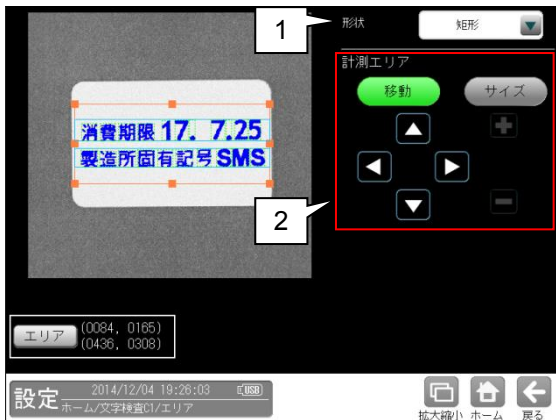 1
形状
矩形
計測エリア
移動
サイズ
消費期限 17. 7.25
製造所固有記号 SMS
2
エリア
(0084, 0165)
(0436, 0308)
設定
2014/12/04 19:26:03
USB
ホーム/文字検査C1/エリア
拡大縮小
ホーム
戻る